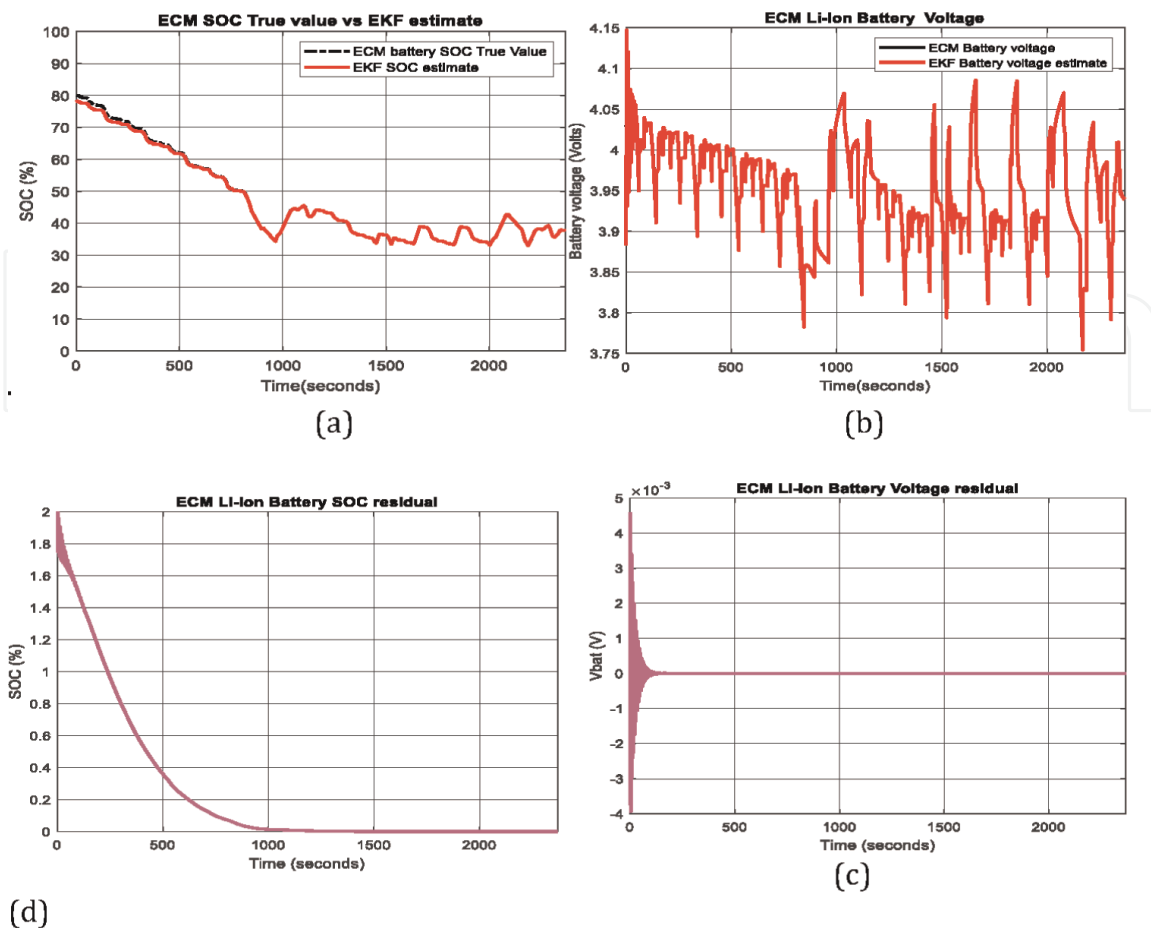 ECM SOC True value vs EKF estimate
100
90
80
70
60
50
40
30
20
10
0
SOC (%)
ECM battery SOC True Value
EKF SOC estimate
0 500 1000 1500 2000
Time(seconds)
(a)
ECM Li-Ion Battery Voltage
4.15
4.1
4.05
4
3.95
3.9
3.85
3.8
3.75
Battery voltage (Volts)
ECM Battery voltage
EKF Battery voltage estimate
0 500 1000 1500 2000
Time(seconds)
(b)
ECM LI-Ion Battery SOC residual
2
1.8
1.6
1.4
1.2
1
0.8
0.6
0.4
0.2
0
SOC (%)
0 500 1000 1500 2000
Time (seconds)
(d)
ECM LI-Ion Battery Voltage residual
×10⁻³
5
4
3
2
1
0
-1
-2
-3
-4
Vbat (V)
0 500 1000 1500 2000
Time (seconds)
(c)